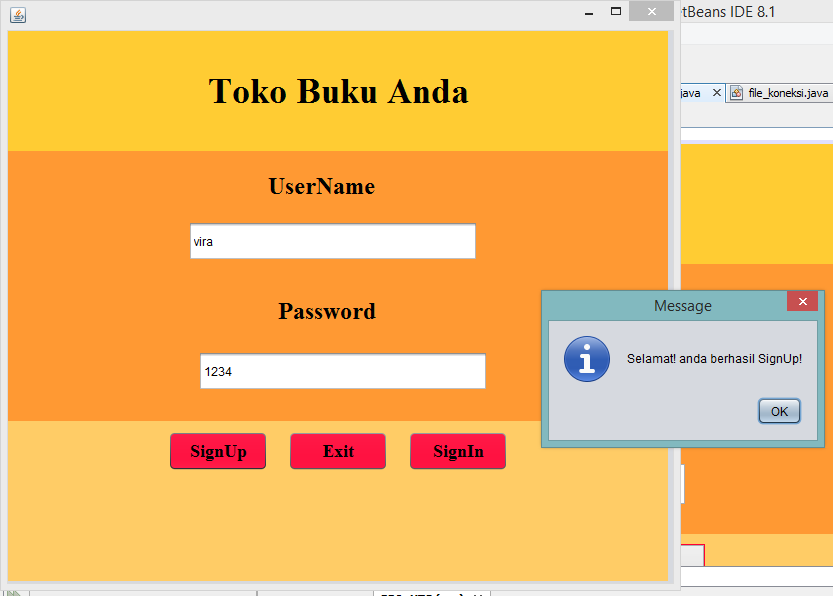 tBeans IDE 8.1
java
file_koneksi.java
Toko Buku Anda
UserName
vira
Password
1234
SignUp
Exit
SignIn
Message
Selamat! anda berhasil SignUp!
OK